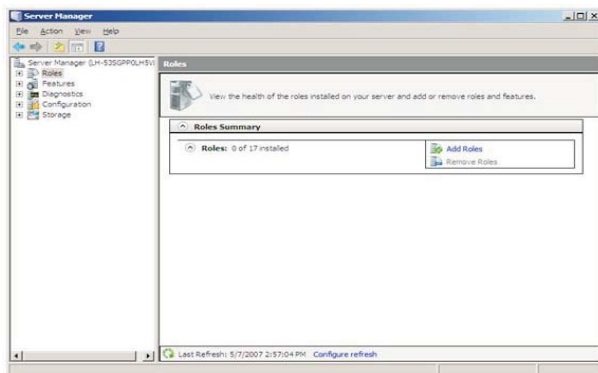 Server Manager
File Action View Help
Server Manager (LH-53SGPPOLH5V)
Roles
Features
Diagnostics
Configuration
Storage
Roles
View the health of the roles installed on your server and add or remove roles and features.
Roles Summary
Roles: 0 of 17 installed
Add Roles
Remove Roles
Last Refresh: 5/7/2007 2:57:04 PM Configure refresh